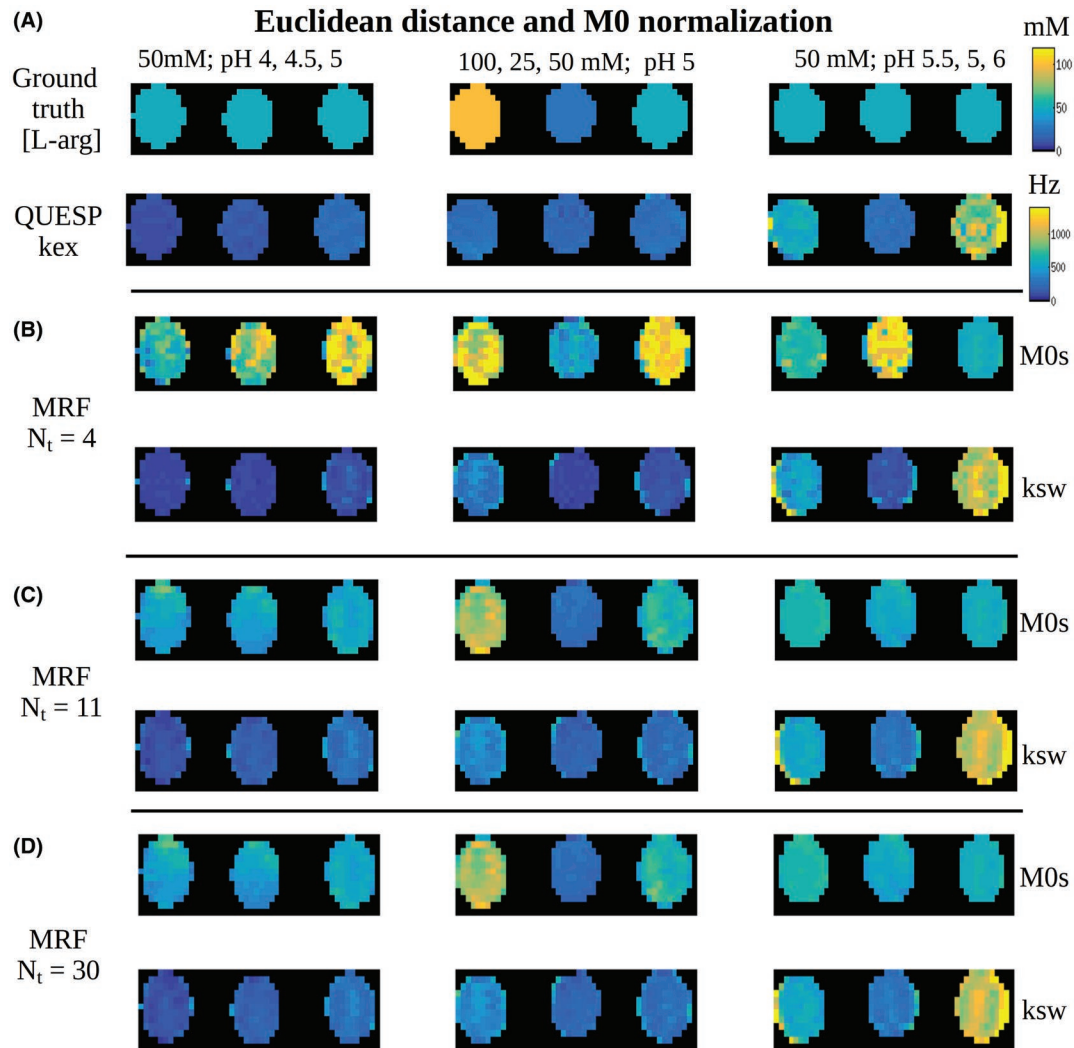 Euclidean distance and M0 normalization
(A)
mM
50mM; pH 4, 4.5, 5
100, 25, 50 mM; pH 5
50 mM; pH 5.5, 5, 6
Ground
truth
[L-arg]
100
50
0
Hz
QUESP
kex
1000
500
0
(B)
M0s
MRF
Nt = 4
ksw
(C)
M0s
MRF
Nt = 11
ksw
(D)
M0s
MRF
Nt = 30
ksw